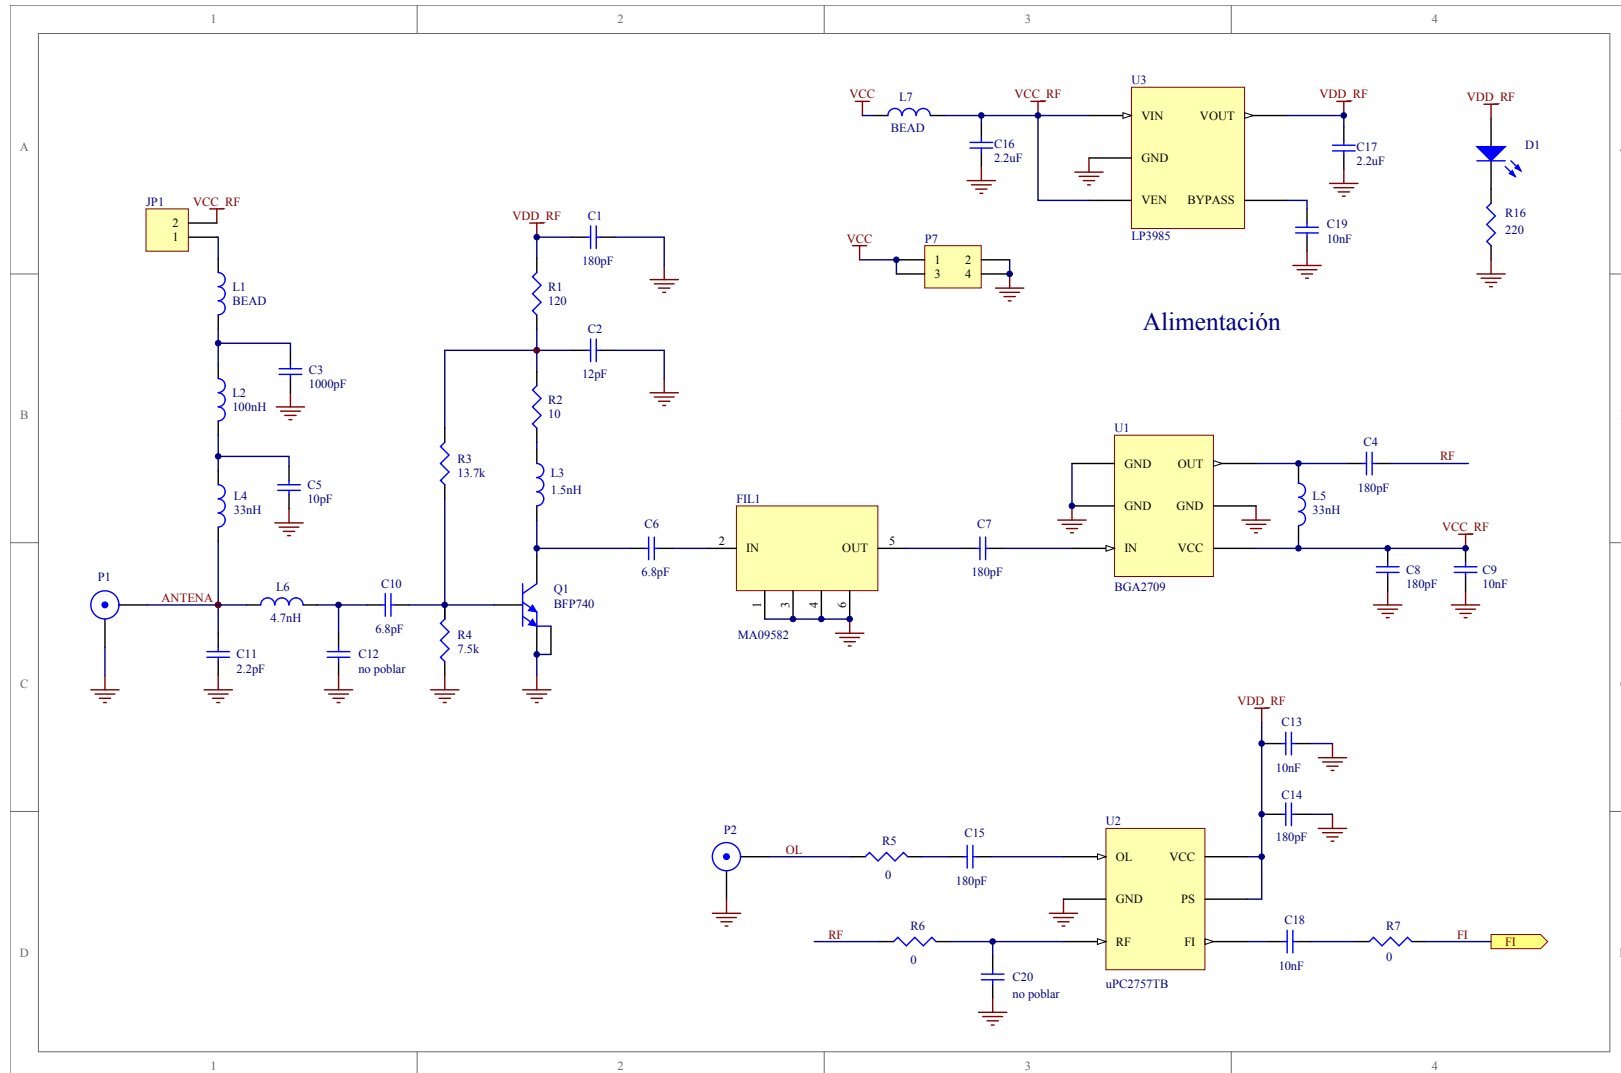 1 2 3 4
A
B
C
D
JP1
VCC_RF
2
1
L1
BEAD
C3
1000pF
L2
100nH
C5
10pF
L4
33nH
P1
ANTENA
L6
4.7nH
C10
6.8pF
C11
2.2pF
C12
no poblar
VDD_RF
C1
180pF
R1
120
C2
12pF
R2
10
R3
13.7k
L3
1.5nH
R4
7.5k
Q1
BFP740
C6
6.8pF
FIL1
2 IN
OUT 5
1 3 4 6
MA09582
C7
180pF
VCC
L7
BEAD
VCC_RF
C16
2.2uF
U3
VIN VOUT
GND
VEN BYPASS
LP3985
VDD_RF
C17
2.2uF
C19
10nF
VDD_RF
D1
R16
220
VCC
P7
1 2
3 4
Alimentación
U1
GND OUT
GND GND
IN VCC
BGA2709
C4
180pF
RF
L5
33nH
VCC_RF
C8
180pF
C9
10nF
VDD_RF
C13
10nF
C14
180pF
P2
OL
R5
0
C15
180pF
U2
OL VCC
GND PS
RF FI
uPC2757TB
RF
R6
0
C20
no poblar
C18
10nF
R7
0
FI
FI
1 2 3 4